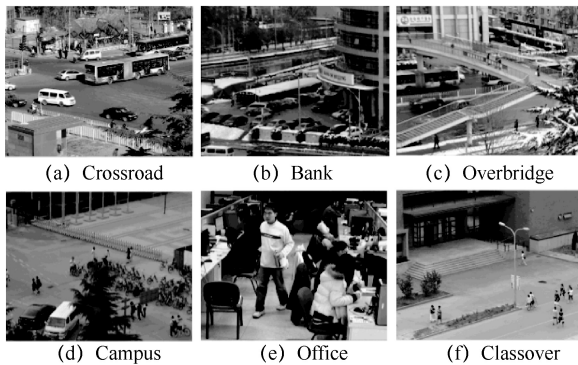 (a) Crossroad
(b) Bank
(c) Overbridge
(d) Campus
(e) Office
(f) Classover